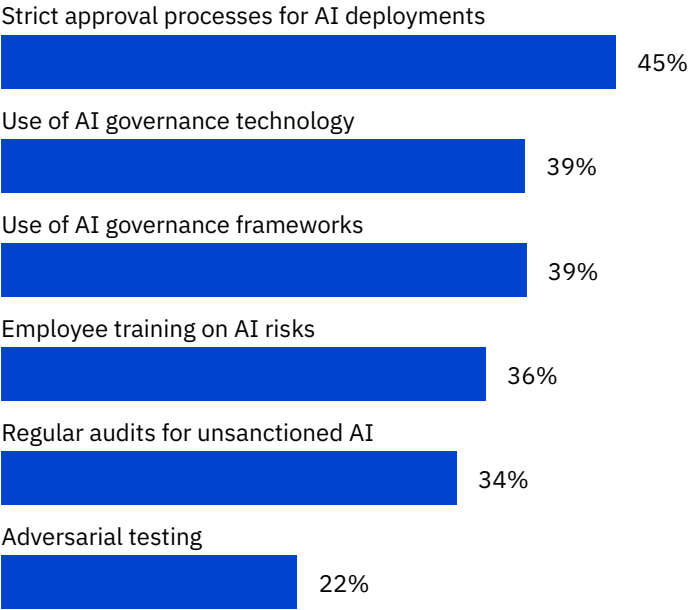 Strict approval processes for AI deployments
45%
Use of AI governance technology
39%
Use of AI governance frameworks
39%
Employee training on AI risks
36%
Regular audits for unsanctioned AI
34%
Adversarial testing
22%